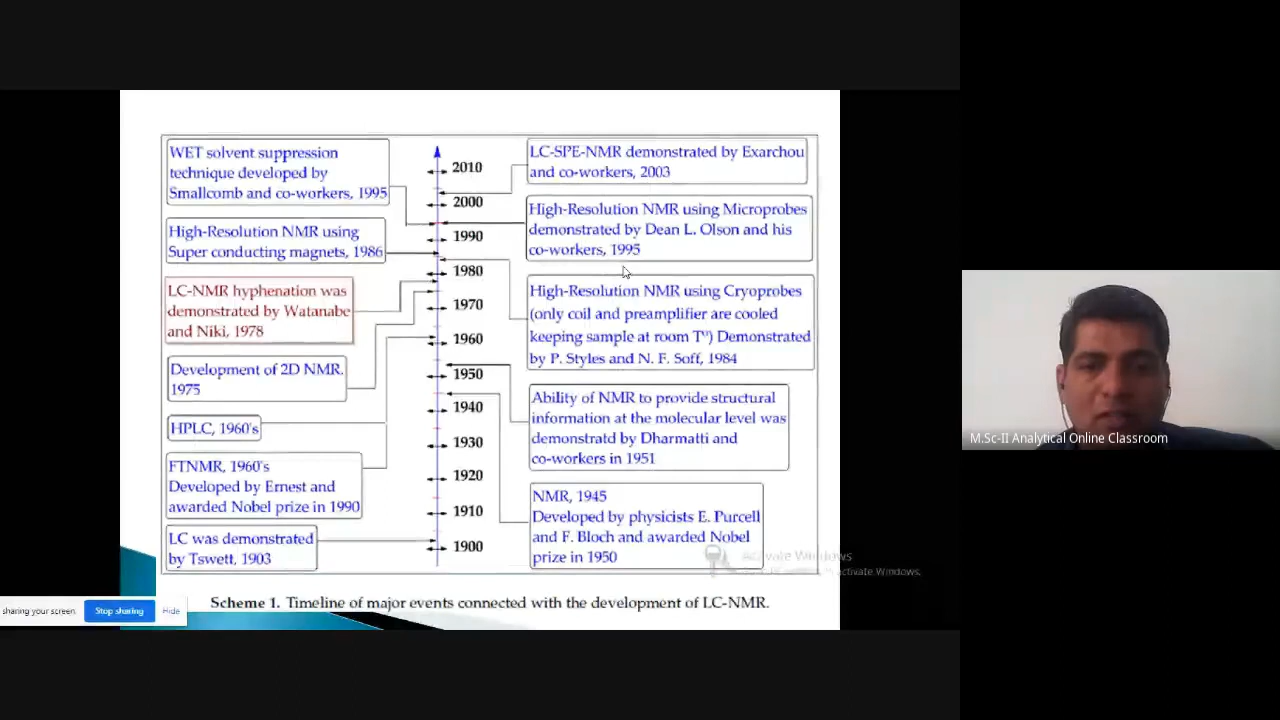 WET solvent suppression
technique developed by
Smallcomb and co-workers, 1995
High-Resolution NMR using
Super conducting magnets, 1986
LC-NMR hyphenation was
demonstrated by Watanabe
and Niki, 1978
Development of 2D NMR.
1975
HPLC, 1960's
FTNMR, 1960's
Developed by Ernest and
awarded Nobel prize in 1990
LC was demonstrated
by Tswett, 1903
2010
2000
1990
1980
1970
1960
1950
1940
1930
1920
1910
1900
LC-SPE-NMR demonstrated by Exarchou
and co-workers, 2003
High-Resolution NMR using Microprobes
demonstrated by Dean L. Olson and his
co-workers, 1995
High-Resolution NMR using Cryoprobes
(only coil and preamplifier are cooled
keeping sample at room T) Demonstrated
by P. Styles and N. F. Soff, 1984
Ability of NMR to provide structural
information at the molecular level was
demonstratd by Dharmatti and
co-workers in 1951
NMR, 1945
Developed by physicists E. Purcell
and F. Bloch and awarded Nobel
prize in 1950
Activate Windows
activate Windows.
Scheme 1. Timeline of major events connected with the development of LC-NMR.
sharing your screen.
Stop sharing
Hide
M.Sc-II Analytical Online Classroom